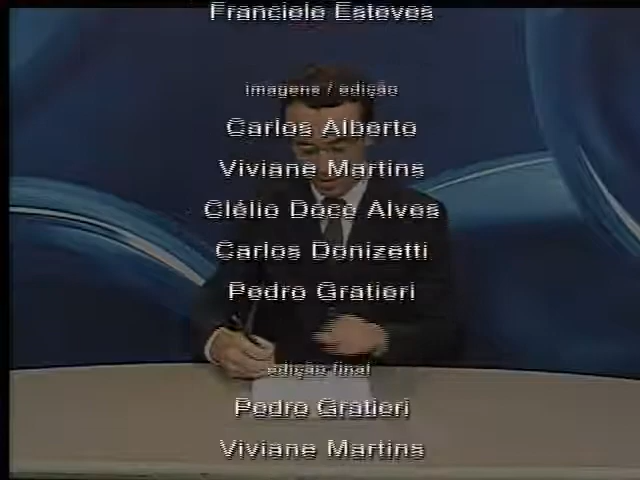 Franciele Esteves
imagens / edição
Carlos Alberto
Viviane Martins
Clélio Doce Alves
Carlos Donizetti
Pedro Gratieri
edição final
Pedro Gratieri
Viviane Martins